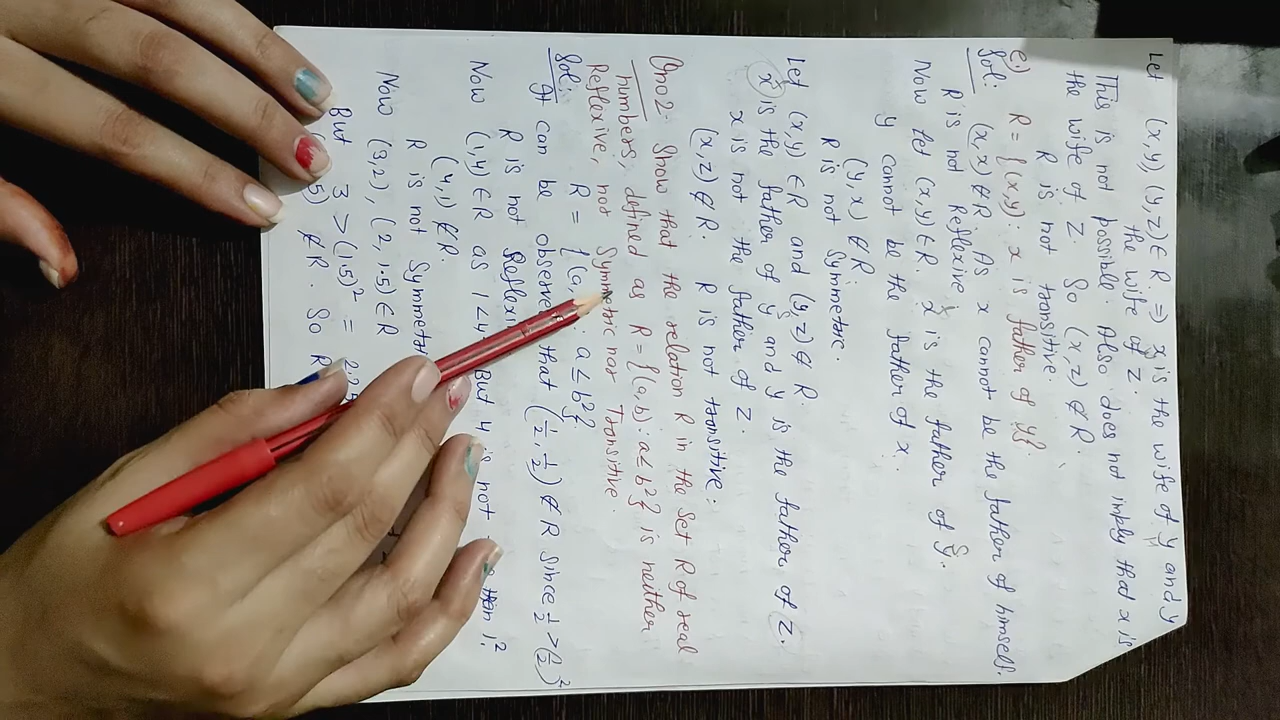 Let (x,y), (y,z) ∈ R. => x is the wife of y and y
the wife of z.
This is not possible. Also does not imply that x is
the wife of z. So (x,z) ∉ R.
R is not transitive.
e) R = {(x,y): x is father of y}.
Sol: (x,x) ∉ R. As x cannot be the father of himself.
R is not Reflexive.
Now Let (x,y) ∈ R. x is the father of y.
y cannot be the father of x.
(y,x) ∉ R.
R is not Symmetric.
Let (x,y) ∈ R and (y,z) ∉ R.
x is the father of y and y is the father of z.
x is not the father of z.
(x,z) ∉ R. R is not transitive.
Qno2: Show that the relation R in the Set R of real
numbers, defined as R = {(a,b): a ≤ b²} is neither
Reflexive, not Symmetric nor Transitive.
Sol: R = {(a, : a ≤ b²}
It can be that (1/2, 1/2) ∉ R since 1/2 > (1/2)²
R is not
Now (1,4) ∈ R as 1<4. But 4 is not than 1².
(4,1) ∉ R.
R is not
Now (3,2), (2,1.5) ∈ R
But 3 > (1.5)² = 2.25
∉ R. So R